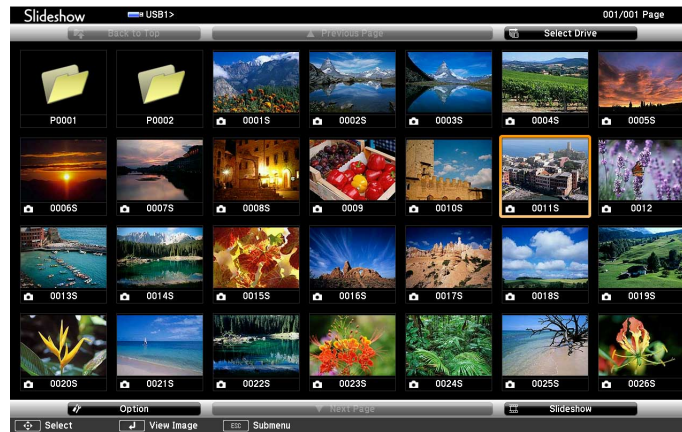 Slideshow USB1> 001/001 Page
Back to Top Previous Page Select Drive
P0001 P0002 0001S 0002S 0003S 0004S 0005S
0006S 0007S 0008S 0009 0010S 0011S 0012
0013S 0014S 0015S 0016S 0017S 0018S 0019S
0020S 0021S 0022S 0023S 0024S 0025S 0026S
Option Next Page Slideshow
Select View Image ESC Submenu